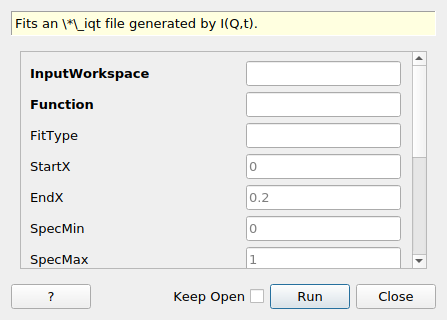 Fits an \*\_iqt file generated by I(Q,t).
InputWorkspace
Function
FitType
StartX 0
EndX 0.2
SpecMin 0
SpecMax 1
? Keep Open Run Close